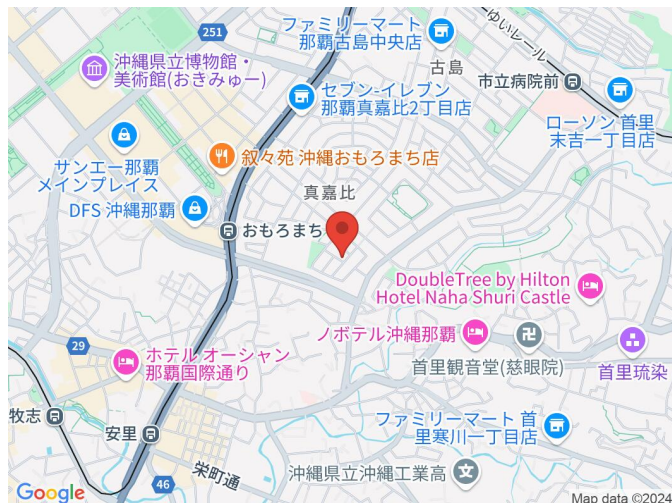 ファミリーマート
那覇古島中央店
ゆいレール
251
沖縄県立博物館・
美術館(おきみゅー)
古島
市立病院前
セブン-イレブン
那覇真嘉比2丁目店
ローソン 首里
末吉一丁目店
サンエー那覇
メインプレイス
叙々苑 沖縄おもろまち店
真嘉比
DFS 沖縄那覇
おもろまち
DoubleTree by Hilton
Hotel Naha Shuri Castle
ノボテル沖縄那覇
29
ホテル オーシャン
那覇国際通り
首里観音堂(慈眼院)
首里琉染
牧志
安里
ファミリーマート 首
里寒川一丁目店
栄町通
46
沖縄県立沖縄工業高
文
Google
Map data ©2024